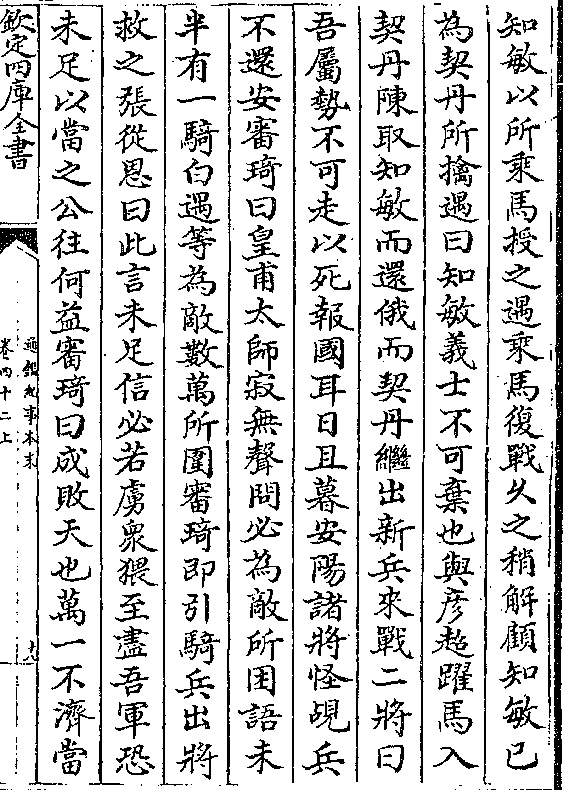 知敏以所乘馬授之遇乘馬復戰乆之稍解顧知敏已
為契丹所擒遇曰知敏義士不可棄也與彥超躍馬入
契丹陳取知敏而還俄而契丹繼出新兵來戰二將曰
吾屬勢不可走以死報國耳日且暮安陽諸將怪覘兵
不還安審琦曰皇甫太師寂無聲問必為敵所困語未
半有一騎白遇等為敵數萬所圍審琦即引騎兵出將
救之張從恩曰此言未足信必若虜衆猥至盡吾軍恐
未足以當之公往何益審琦曰成敗天也萬一不濟當
欽定四庫全書
通鑑紀事本末
卷四十二上
十八